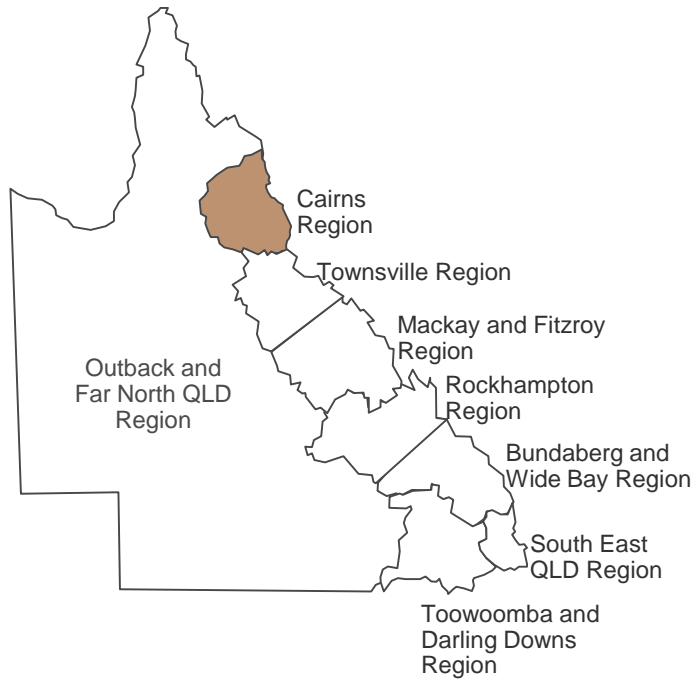 Cairns
Region
Townsville Region
Mackay and Fitzroy
Region
Outback and
Far North QLD
Region
Rockhampton
Region
Bundaberg and
Wide Bay Region
South East
QLD Region
Toowoomba and
Darling Downs
Region